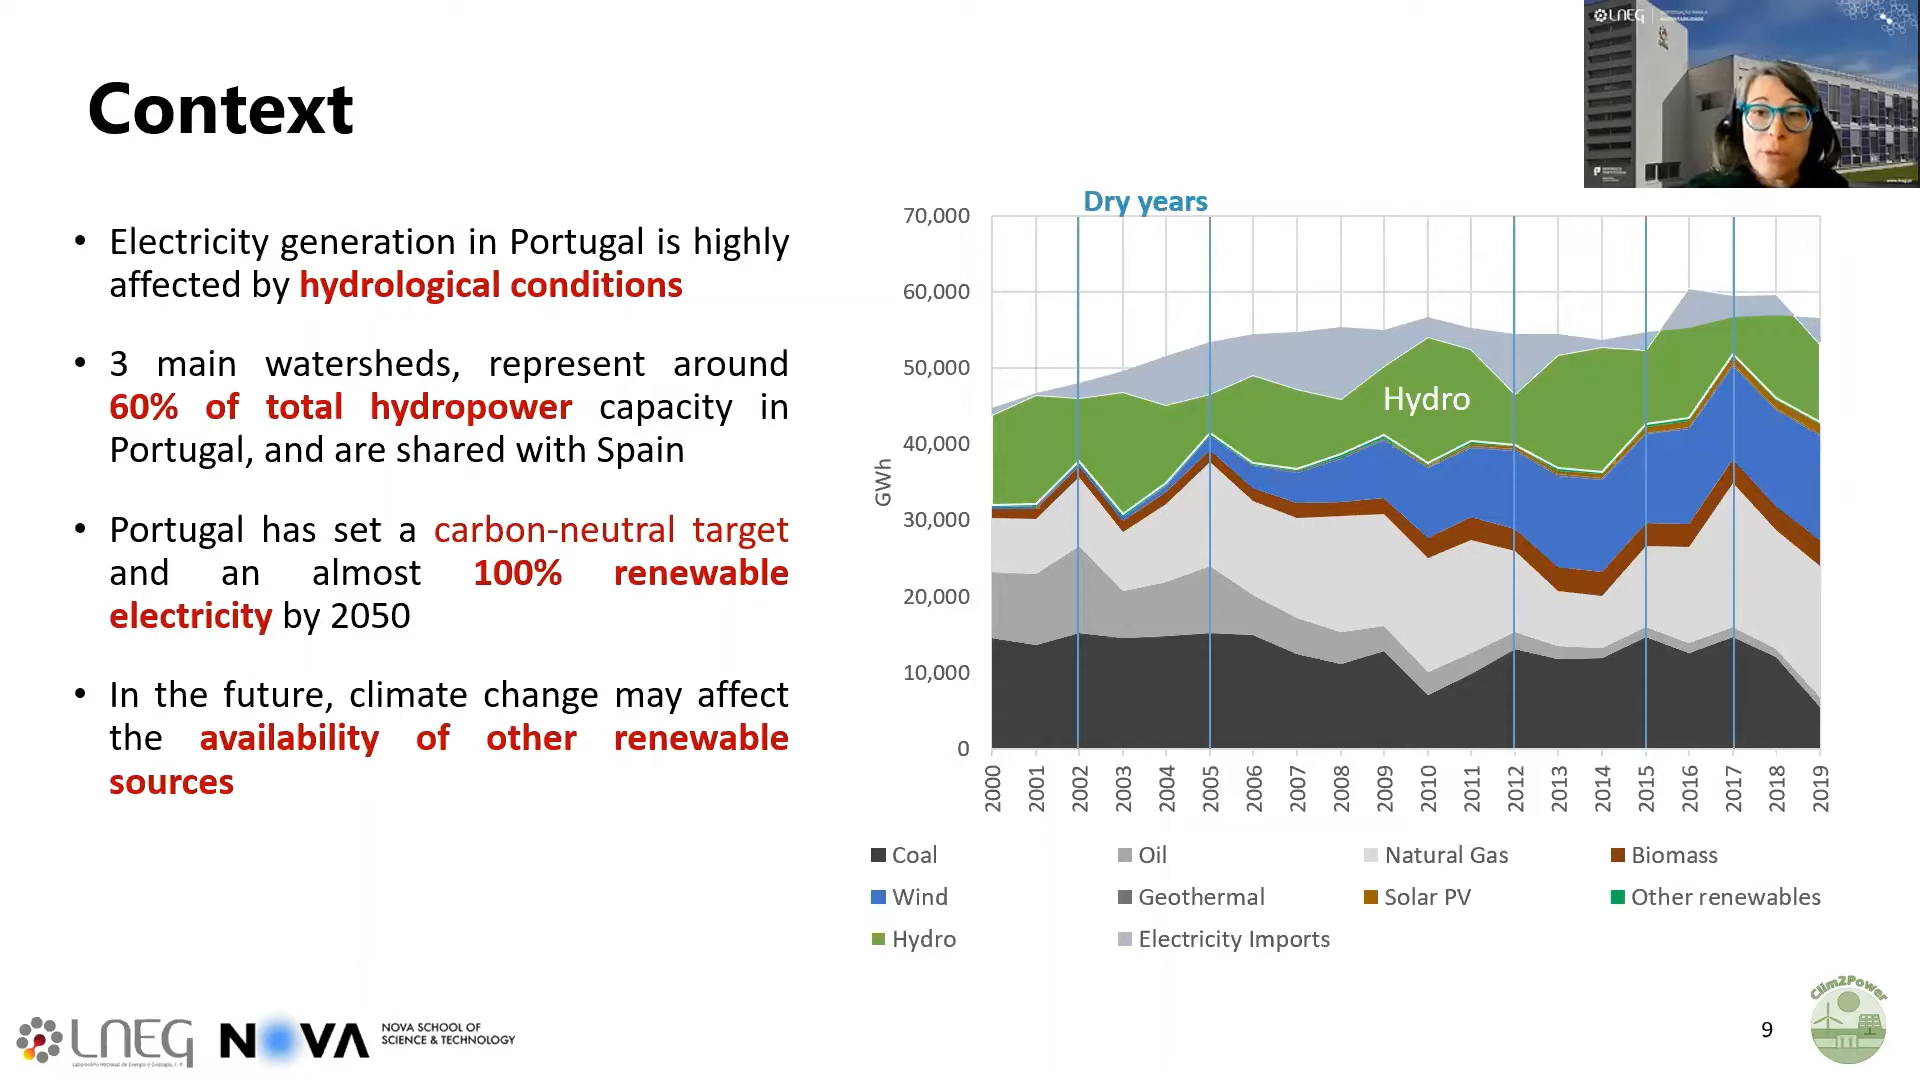 Context
• Electricity generation in Portugal is highly
affected by hydrological conditions
• 3 main watersheds, represent around
60% of total hydropower capacity in
Portugal, and are shared with Spain
• Portugal has set a carbon-neutral target
and an almost 100% renewable
electricity by 2050
• In the future, climate change may affect
the availability of other renewable
sources
LNEG
Dry years
70,000
60,000
50,000
40,000
30,000
20,000
10,000
0
GWh
Hydro
2000 2001 2002 2003 2004 2005 2006 2007 2008 2009 2010 2011 2012 2013 2014 2015 2016 2017 2018 2019
Coal Oil Natural Gas Biomass
Wind Geothermal Solar PV Other renewables
Hydro Electricity Imports
LNEG
Laboratório Nacional de Energia e Geologia, I. P.
NOVA
NOVA SCHOOL OF
SCIENCE & TECHNOLOGY
9
Clim2Power